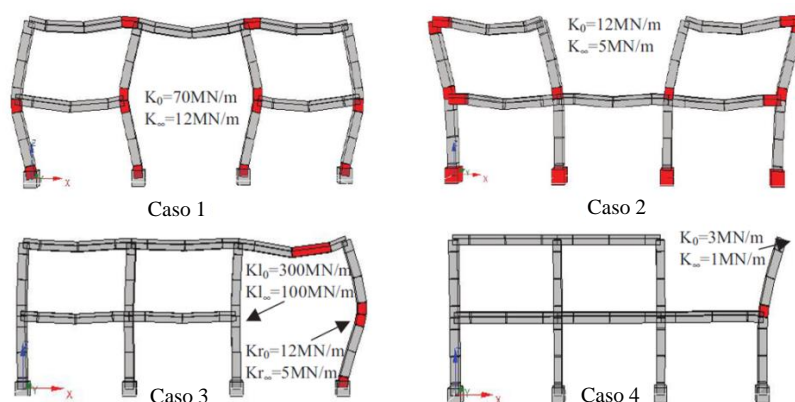 K₀=70MN/m
K∞=12MN/m
z
Y
X
Caso 1
K₀=12MN/m
K∞=5MN/m
z
Y
X
Caso 2
Kl₀=300MN/m
Kl∞=100MN/m
Kr₀=12MN/m
Kr∞=5MN/m
Y
X
Caso 3
K₀=3MN/m
K∞=1MN/m
z
Y
X
Caso 4